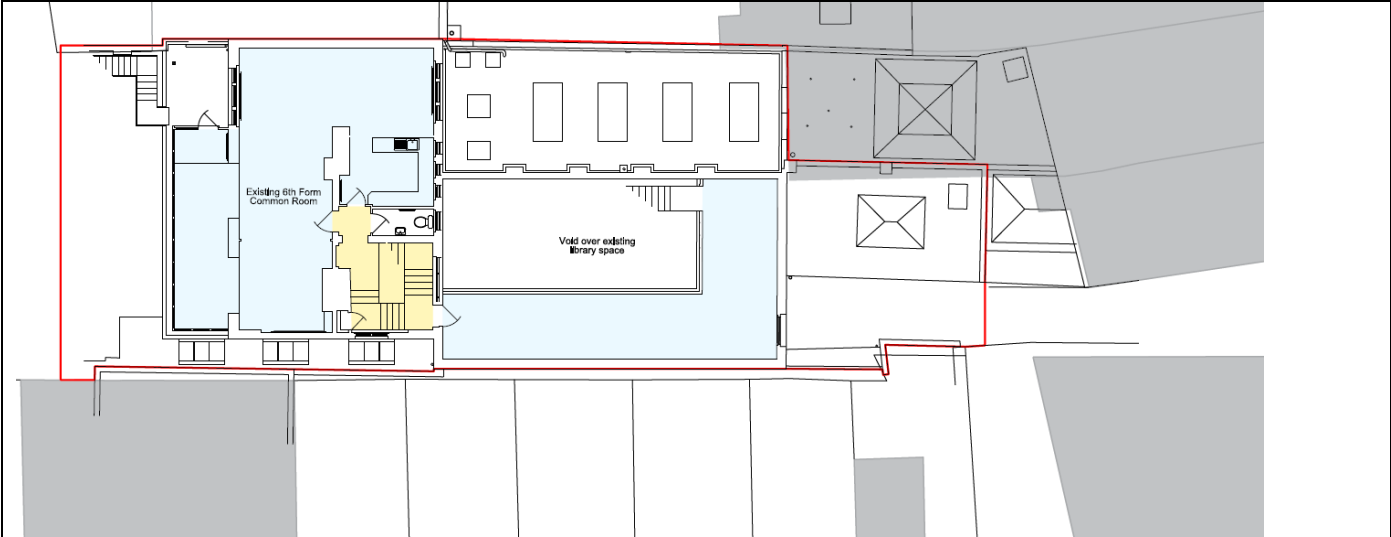 Existing 6th Form
Common Room
Void over existing
library space